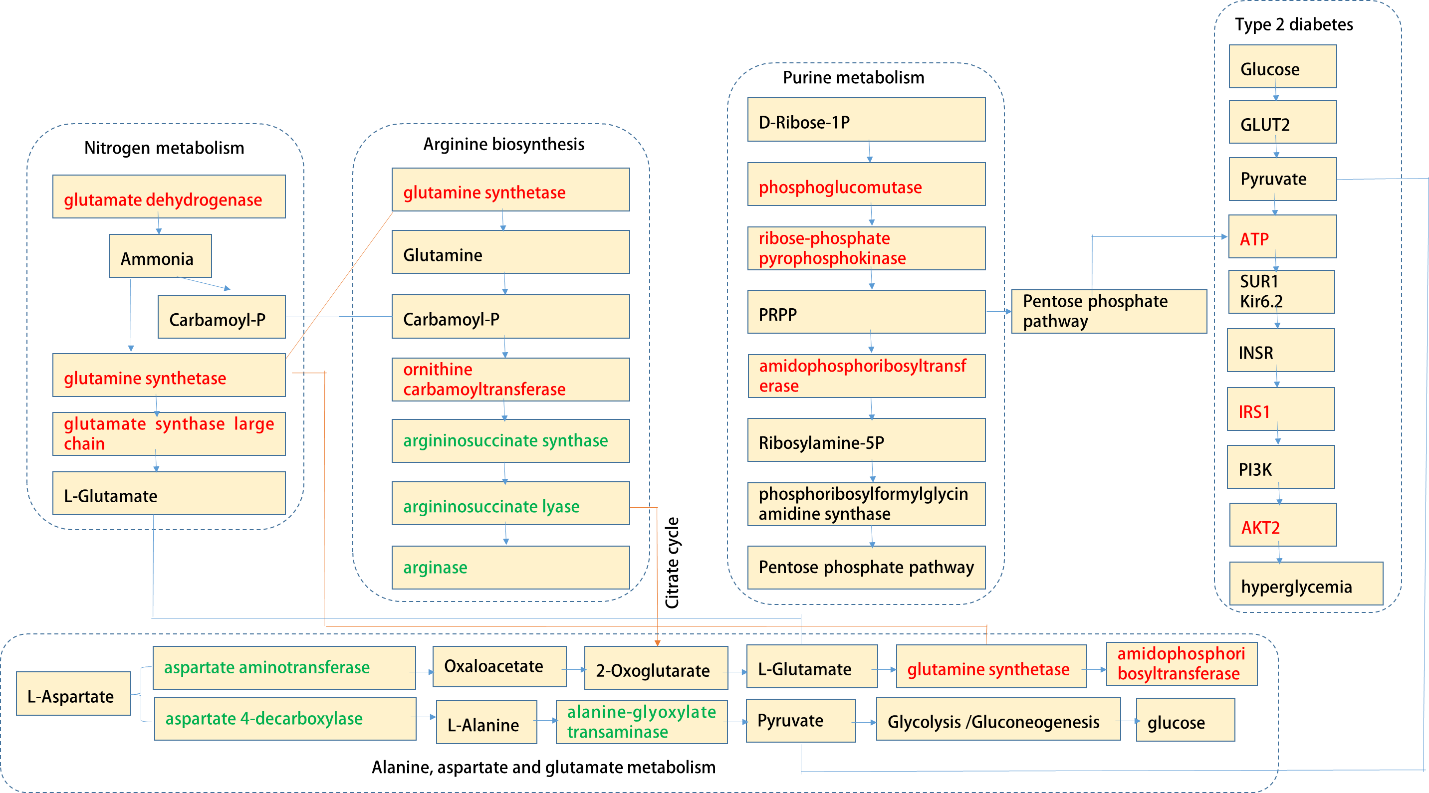 Nitrogen metabolism
glutamate dehydrogenase
Ammonia
Carbamoyl-P
glutamine synthetase
glutamate synthase large
chain
L-Glutamate
Arginine biosynthesis
glutamine synthetase
Glutamine
Carbamoyl-P
ornithine
carbamoyltransferase
argininosuccinate synthase
argininosuccinate lyase
arginase
Citrate cycle
Purine metabolism
D-Ribose-1P
phosphoglucomutase
ribose-phosphate
pyrophosphokinase
PRPP
amidophosphoribosyltransf
erase
Ribosylamine-5P
phosphoribosylformylglycin
amidine synthase
Pentose phosphate pathway
Pentose phosphate
pathway
Type 2 diabetes
Glucose
GLUT2
Pyruvate
ATP
SUR1
Kir6.2
INSR
IRS1
PI3K
AKT2
hyperglycemia
L-Aspartate
aspartate aminotransferase
Oxaloacetate
2-Oxoglutarate
L-Glutamate
glutamine synthetase
amidophosphori
bosyltransferase
aspartate 4-decarboxylase
L-Alanine
alanine-glyoxylate
transaminase
Pyruvate
Glycolysis /Gluconeogenesis
glucose
Alanine, aspartate and glutamate metabolism